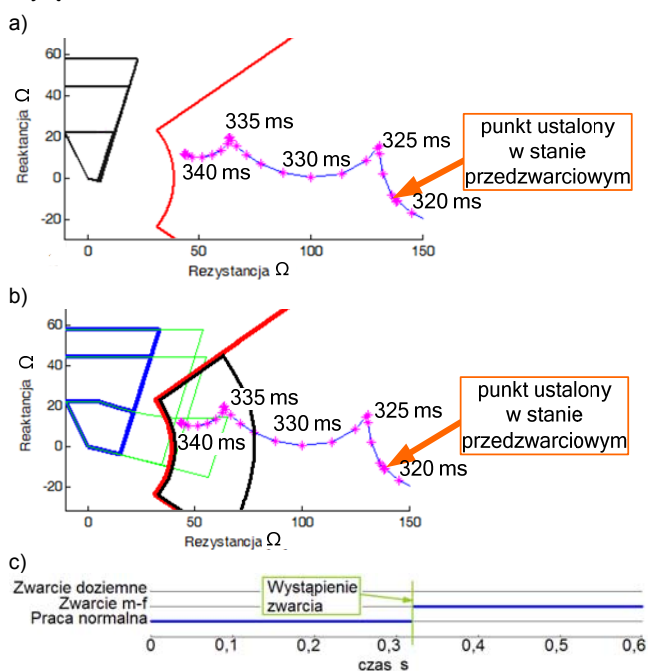 a)
60
40
20
0
-20
Reaktancja Ω
0
50
100
150
Rezystancja Ω
335 ms
325 ms
340 ms
330 ms
320 ms
punkt ustalony
w stanie
przedzwarciowym
b)
60
40
20
0
-20
Reaktancja Ω
0
50
100
150
Rezystancja Ω
335 ms
325 ms
340 ms
330 ms
320 ms
punkt ustalony
w stanie
przedzwarciowym
c)
Zwarcie doziemne
Zwarcie m-f
Praca normalna
Wystąpienie
zwarcia
0
0,1
0,2
0,3
0,4
0,5
0,6
czas s